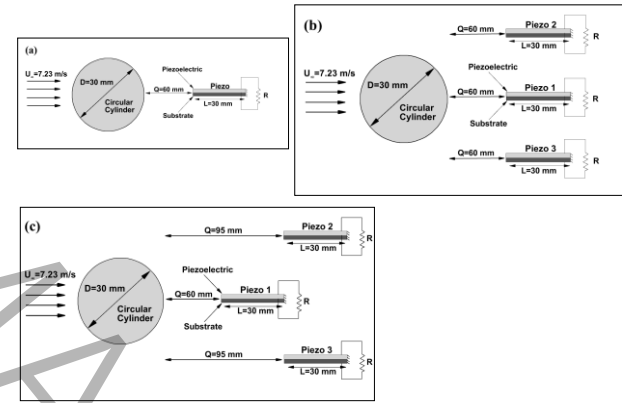 (a)
U∞=7.23 m/s
D=30 mm
Circular
Cylinder
Piezoelectric
Q=60 mm
Substrate
Piezo
L=30 mm
R
(b)
U∞=7.23 m/s
D=30 mm
Circular
Cylinder
Q=60 mm
Piezo 2
L=30 mm
R
Piezoelectric
Q=60 mm
Substrate
Piezo 1
L=30 mm
Q=60 mm
Piezo 3
L=30 mm
(c)
U∞=7.23 m/s
D=30 mm
Circular
Cylinder
Q=95 mm
Piezo 2
L=30 mm
R
Piezoelectric
Q=60 mm
Substrate
Piezo 1
L=30 mm
R
Q=95 mm
Piezo 3
L=30 mm
R